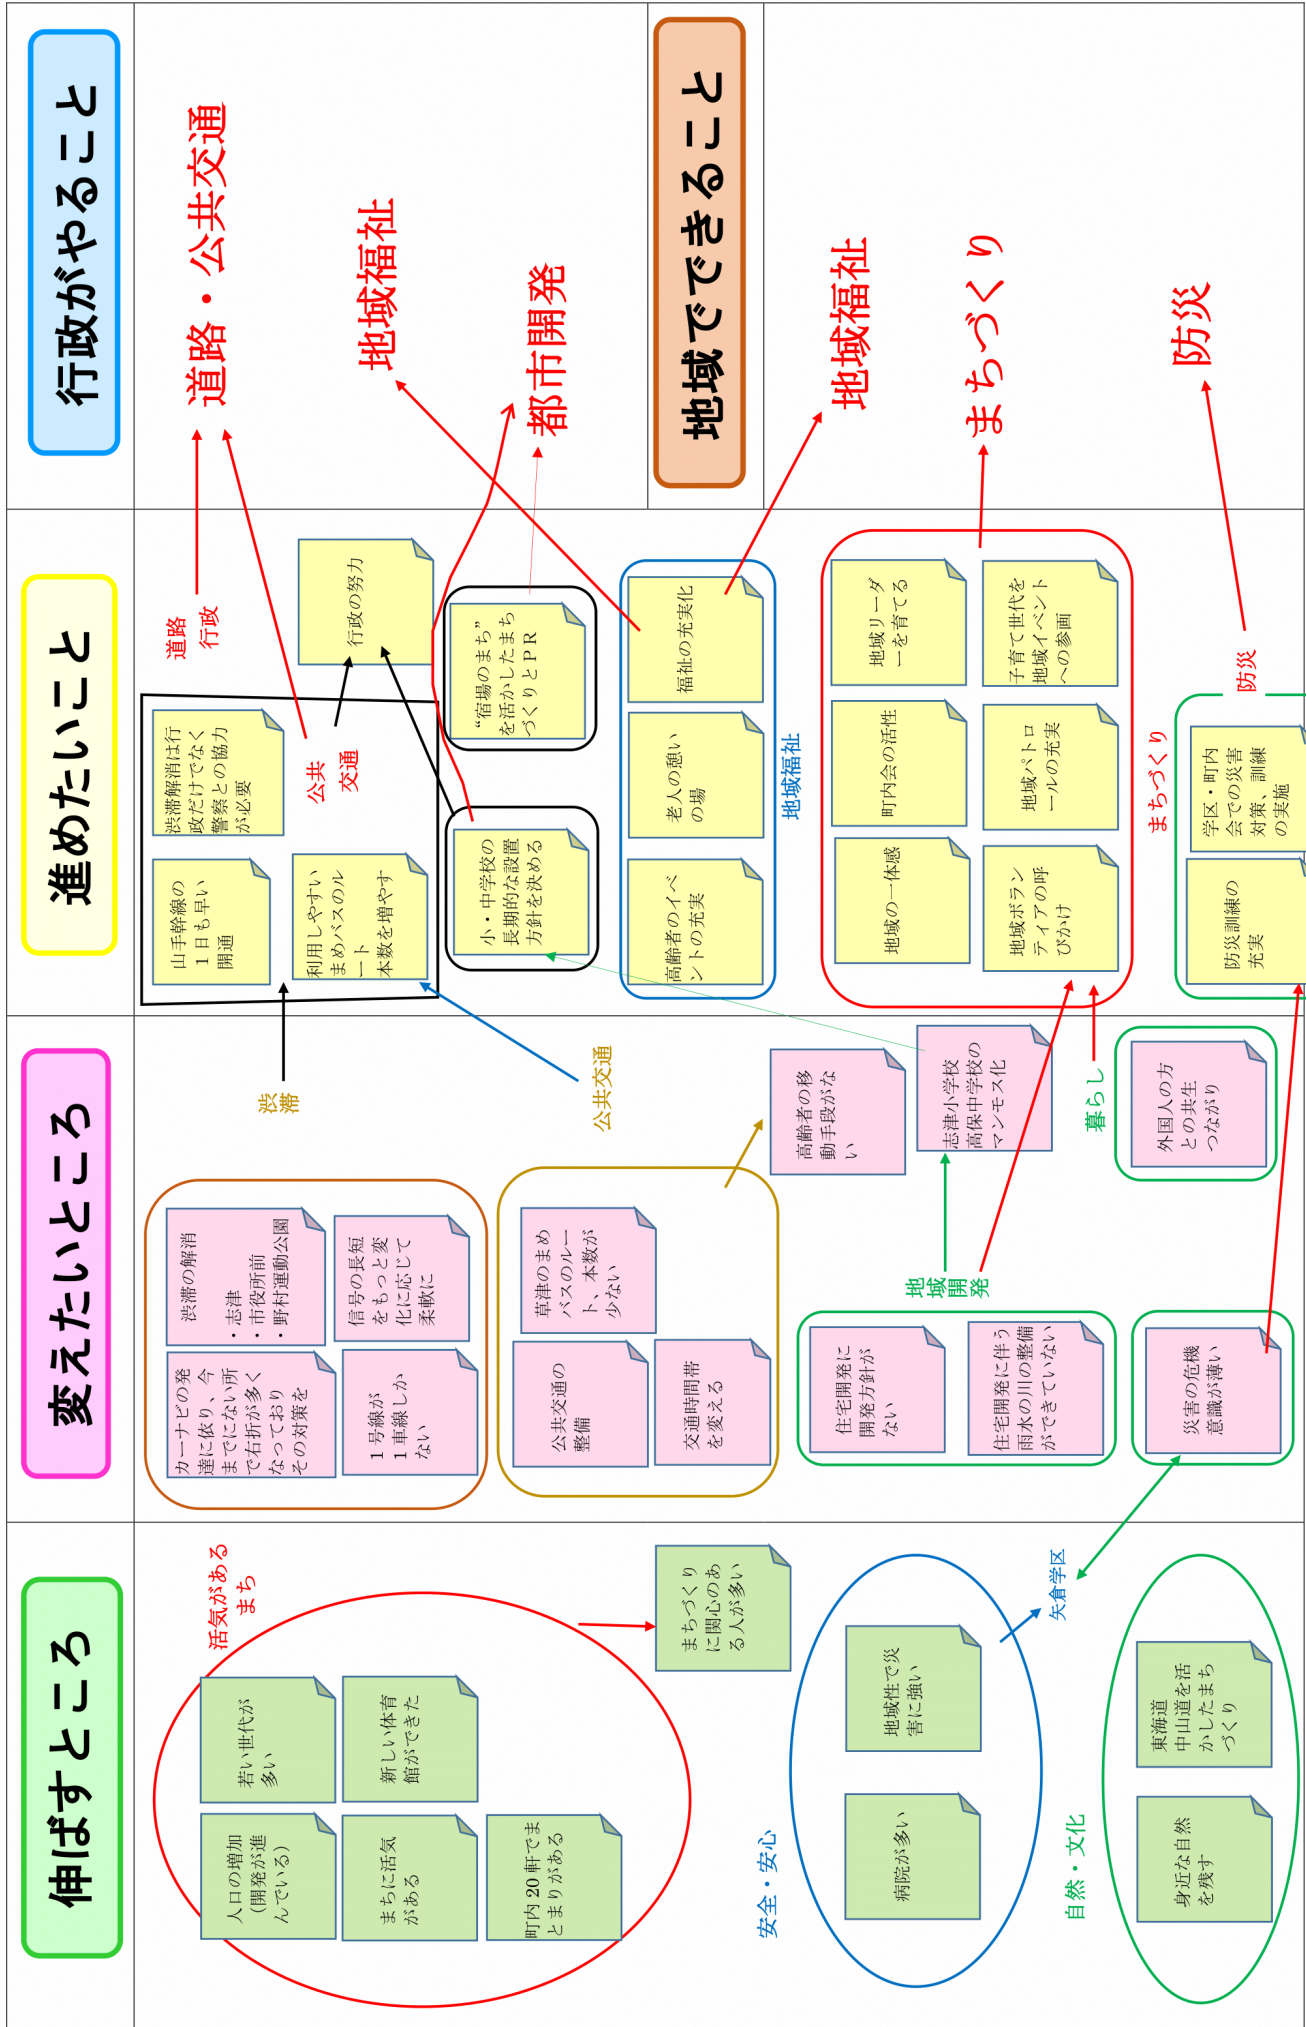 伸ばすところ
活気がある
まち
人口の増加
（開発が進
んでいる）
若い世代が
多い
まちに活気
がある
新しい体育
館ができた
町内20軒でま
とまりがある
まちづくり
に関心のあ
る人が多い
安全・安心
病院が多い
地域性で災
害に強い
矢倉学区
自然・文化
身近な自然
を残す
東海道
中山道を活
かしたまち
づくり
変えたいところ
カーナビの発
達に依り、今
までにない所
で右折が多く
なっており
その対策を
渋滞の解消
・志津
・市役所前
・野村運動公園
１号線が
１車線しか
ない
信号の長短
をもっと変
化に応じて
柔軟に
渋
滞
公共交通の
整備
草津のまめ
バスのルー
ト、本数が
少ない
交通時間帯
を変える
公共交通
高齢者の移
動手段がな
い
住宅開発に
開発方針が
ない
住宅開発に伴う
雨水の川の整備
ができていない
地
域
開
発
志津小学校
高保中学校の
マンモス化
暮らし
外国人の方
との共生
つながり
災害の危機
意識が薄い
進めたいこと
山手幹線の
１日も早い
開通
渋滞解消は行
政だけでなく
警察との協力
が必要
道路
行政
利用しやすい
まめバスのル
ート
本数を増やす
公共
交通
行政の努力
小・中学校の
長期的な設置
方針を決める
“宿場のまち”
を活かしたまち
づくりとＰＲ
高齢者のイベ
ントの充実
老人の憩い
の場
福祉の充実化
地域福祉
地域の一体感
町内会の活性
地域リーダ
ーを育てる
地域ボラン
ティアの呼
びかけ
地域パトロ
ールの充実
子育て世代を
地域イベント
への参画
まちづくり
防災訓練の
充実
学区・町内
会での災害
対策、訓練
の実施
防災
行政がやること
道路・公共交通
地域福祉
都市開発
地域でできること
地域福祉
まちづくり
防災